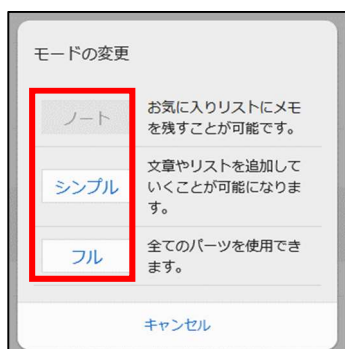 モードの変更
ノート
お気に入りリストにメモ
を残すことが可能です。
シンプル
文章やリストを追加して
いくことが可能になりま
す。
フル
全てのパーツを使用でき
ます。
キャンセル